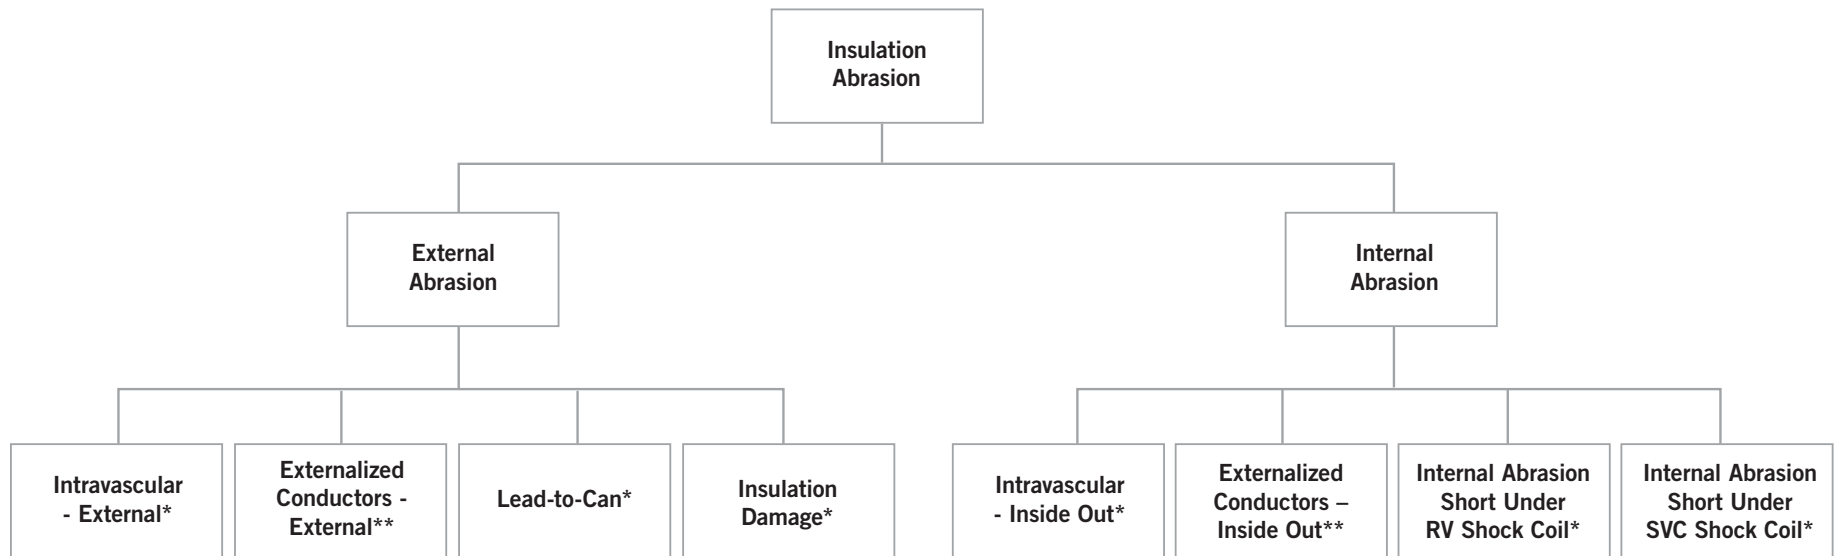 Insulation
Abrasion
External
Abrasion
Internal
Abrasion
Intravascular
- External*
Externalized
Conductors -
External**
Lead-to-Can*
Insulation
Damage*
Intravascular
- Inside Out*
Externalized
Conductors –
Inside Out**
Internal Abrasion
Short Under
RV Shock Coil*
Internal Abrasion
Short Under
SVC Shock Coil*